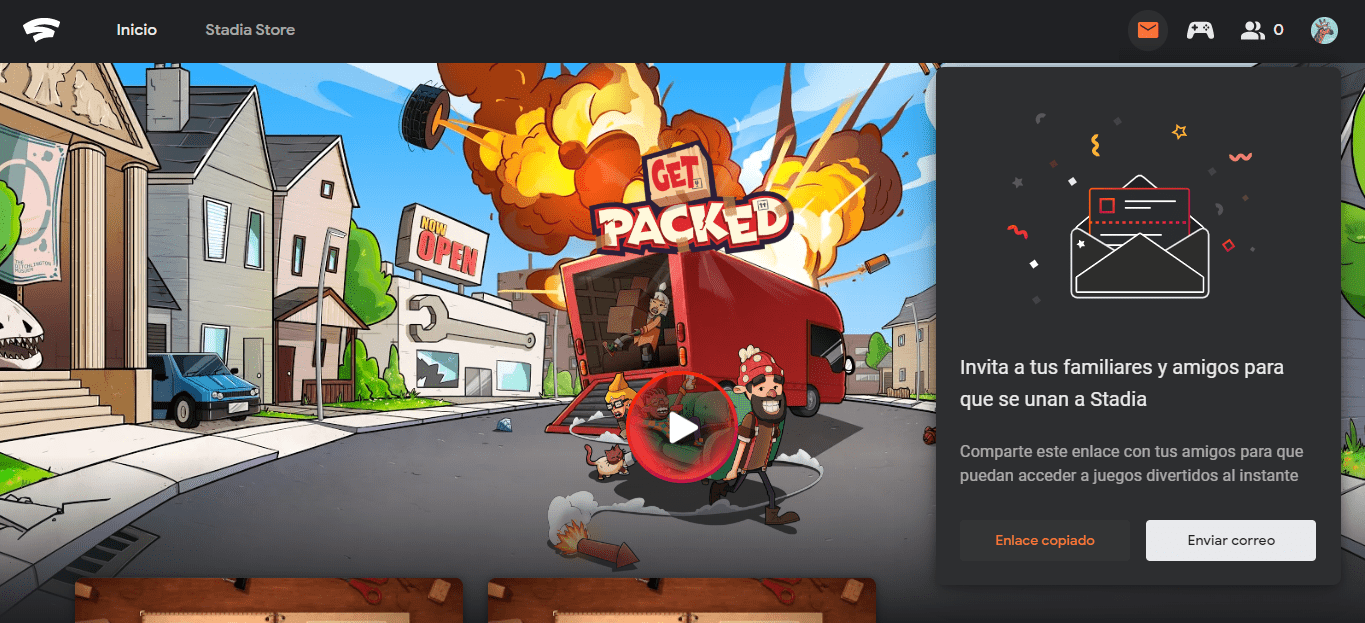 Inicio
Stadia Store
0
GET
PACKED
NOW
OPEN
Invita a tus familiares y amigos para
que se unan a Stadia
Comparte este enlace con tus amigos para que
puedan acceder a juegos divertidos al instante
Enlace copiado
Enviar correo